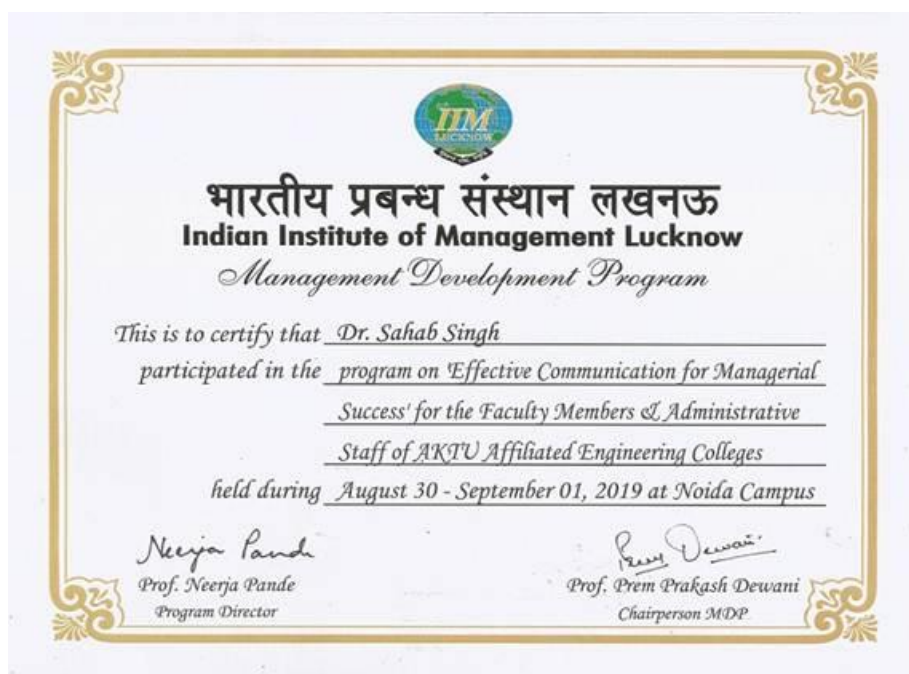 IIM
LUCKNOW
भारतीय प्रबन्ध संस्थान लखनऊ
Indian Institute of Management Lucknow
Management Development Program
This is to certify that Dr. Sahab Singh
participated in the program on 'Effective Communication for Managerial
Success' for the Faculty Members & Administrative
Staff of AKTU Affiliated Engineering Colleges
held during August 30 - September 01, 2019 at Noida Campus
Neerja Pande
Prem Dewani
Prof. Neerja Pande
Prof. Prem Prakash Dewani
Program Director
Chairperson MDP